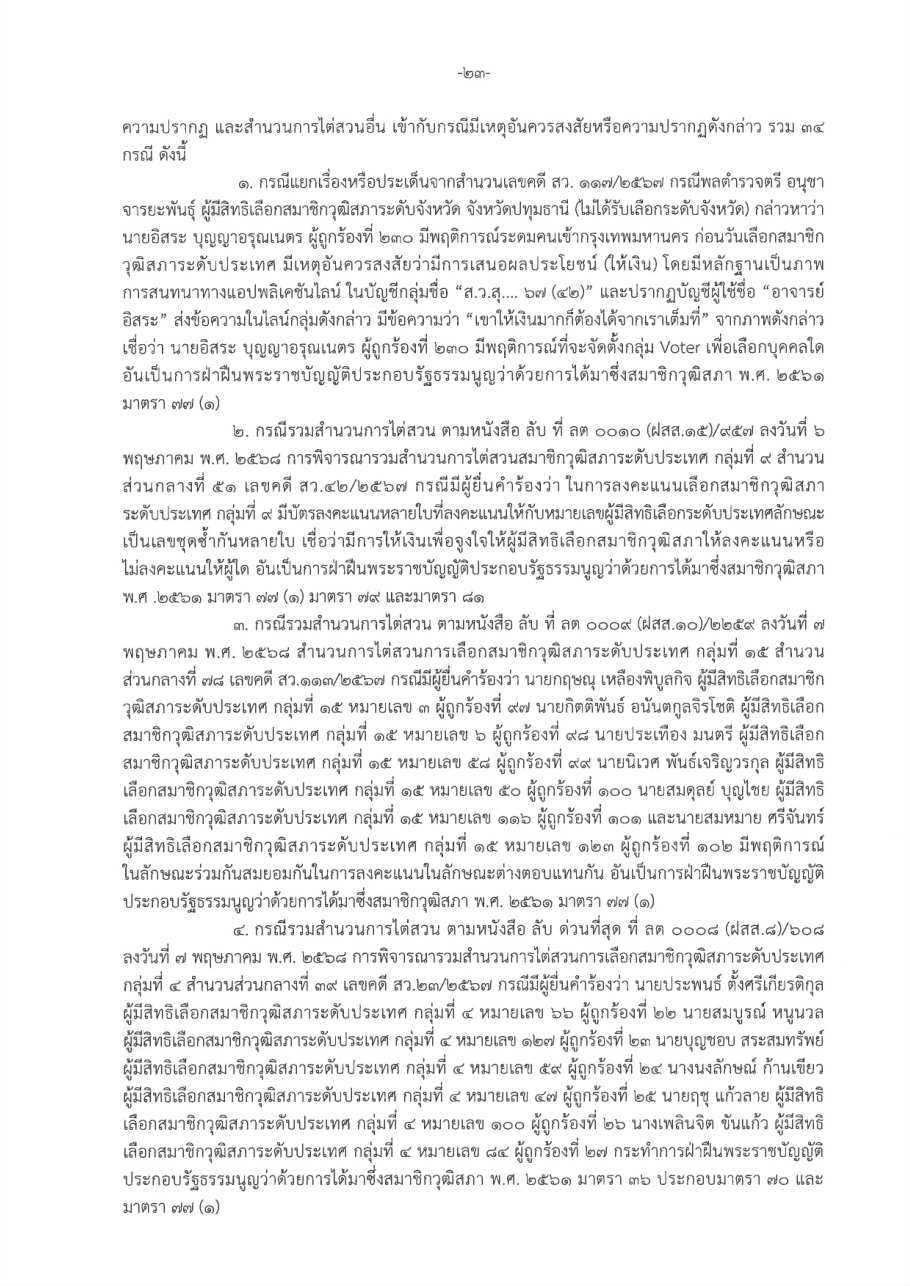 -๒๓-
ความปรากฏ และสำนวนการไต่สวนอื่น เข้ากับกรณีมีเหตุอันควรสงสัยหรือความปรากฏดังกล่าว รวม ๓๔
กรณี ดังนี้
๑. กรณีแยกเรื่องหรือประเด็นจากสำนวนเลขคดี สว. ๑๑๗/๒๕๖๗ กรณีพลตำรวจตรี อนุชา
จารยะพันธุ์ ผู้มีสิทธิเลือกสมาชิกวุฒิสภาระดับจังหวัด จังหวัดปทุมธานี (ไม่ได้รับเลือกระดับจังหวัด) กล่าวหาว่า
นายอิสระ บุญญาอรุณเนตร ผู้ถูกร้องที่ ๒๓๐ มีพฤติการณ์ระดมคนเข้ากรุงเทพมหานคร ก่อนวันเลือกสมาชิก
วุฒิสภาระดับประเทศ มีเหตุอันควรสงสัยว่ามีการเสนอผลประโยชน์ (ให้เงิน) โดยมีหลักฐานเป็นภาพ
การสนทนาทางแอปพลิเคชันไลน์ ในบัญชีกลุ่มชื่อ “ส.ว.สุ.... ๖๗ (๔๒)” และปรากฏบัญชีผู้ใช้ชื่อ “อาจารย์
อิสระ” ส่งข้อความในไลน์กลุ่มดังกล่าว มีข้อความว่า “เขาให้เงินมากก็ต้องได้จากเราเต็มที่” จากภาพดังกล่าว
เชื่อว่า นายอิสระ บุญญาอรุณเนตร ผู้ถูกร้องที่ ๒๓๐ มีพฤติการณ์ที่จะจัดตั้งกลุ่ม Voter เพื่อเลือกบุคคลใด
อันเป็นการฝ่าฝืนพระราชบัญญัติประกอบรัฐธรรมนูญว่าด้วยการได้มาซึ่งสมาชิกวุฒิสภา พ.ศ. ๒๕๖๑
มาตรา ๗๗ (๑)
๒. กรณีรวมสำนวนการไต่สวน ตามหนังสือ ลับ ที่ ลต ๐๐๑๐ (ฝสส.๑๕)/๙๕๗ ลงวันที่ ๖
พฤษภาคม พ.ศ. ๒๕๖๘ การพิจารณารวมสำนวนการไต่สวนสมาชิกวุฒิสภาระดับประเทศ กลุ่มที่ ๙ สำนวน
ส่วนกลางที่ ๕๑ เลขคดี สว.๔๒/๒๕๖๗ กรณีมีผู้ยื่นคำร้องว่า ในการลงคะแนนเลือกสมาชิกวุฒิสภา
ระดับประเทศ กลุ่มที่ ๙ มีบัตรลงคะแนนหลายใบที่ลงคะแนนให้กับหมายเลขผู้มีสิทธิเลือกระดับประเทศลักษณะ
เป็นเลขชุดซ้ำกันหลายใบ เชื่อว่ามีการให้เงินเพื่อจูงใจให้ผู้มีสิทธิเลือกสมาชิกวุฒิสภาให้ลงคะแนนหรือ
ไม่ลงคะแนนให้ผู้ใด อันเป็นการฝ่าฝืนพระราชบัญญัติประกอบรัฐธรรมนูญว่าด้วยการได้มาซึ่งสมาชิกวุฒิสภา
พ.ศ .๒๕๖๑ มาตรา ๗๗ (๑) มาตรา ๗๙ และมาตรา ๘๑
๓. กรณีรวมสำนวนการไต่สวน ตามหนังสือ ลับ ที่ ลต ๐๐๐๙ (ฝสส.๑๐)/๒๒๕๙ ลงวันที่ ๗
พฤษภาคม พ.ศ. ๒๕๖๘ สำนวนการไต่สวนการเลือกสมาชิกวุฒิสภาระดับประเทศ กลุ่มที่ ๑๕ สำนวน
ส่วนกลางที่ ๗๘ เลขคดี สว.๑๑๓/๒๕๖๗ กรณีมีผู้ยื่นคำร้องว่า นายกฤษณุ เหลืองพิบูลกิจ ผู้มีสิทธิเลือกสมาชิก
วุฒิสภาระดับประเทศ กลุ่มที่ ๑๕ หมายเลข ๓ ผู้ถูกร้องที่ ๙๗ นายกิตติพันธ์ อนันตกูลจิรโชติ ผู้มีสิทธิเลือก
สมาชิกวุฒิสภาระดับประเทศ กลุ่มที่ ๑๕ หมายเลข ๖ ผู้ถูกร้องที่ ๙๘ นายประเทือง มนตรี ผู้มีสิทธิเลือก
สมาชิกวุฒิสภาระดับประเทศ กลุ่มที่ ๑๕ หมายเลข ๕๘ ผู้ถูกร้องที่ ๙๙ นายนิเวศ พันธ์เจริญวรกุล ผู้มีสิทธิ
เลือกสมาชิกวุฒิสภาระดับประเทศ กลุ่มที่ ๑๕ หมายเลข ๕๐ ผู้ถูกร้องที่ ๑๐๐ นายสมดุลย์ บุญไชย ผู้มีสิทธิ
เลือกสมาชิกวุฒิสภาระดับประเทศ กลุ่มที่ ๑๕ หมายเลข ๑๑๖ ผู้ถูกร้องที่ ๑๐๑ และนายสมหมาย ศรีจันทร์
ผู้มีสิทธิเลือกสมาชิกวุฒิสภาระดับประเทศ กลุ่มที่ ๑๕ หมายเลข ๑๒๓ ผู้ถูกร้องที่ ๑๐๒ มีพฤติการณ์
ในลักษณะร่วมกันสมยอมกันในการลงคะแนนในลักษณะต่างตอบแทนกัน อันเป็นการฝ่าฝืนพระราชบัญญัติ
ประกอบรัฐธรรมนูญว่าด้วยการได้มาซึ่งสมาชิกวุฒิสภา พ.ศ. ๒๕๖๑ มาตรา ๗๗ (๑)
๔. กรณีรวมสำนวนการไต่สวน ตามหนังสือ ลับ ด่วนที่สุด ที่ ลต ๐๐๐๘ (ฝสส.๘)/๖๐๘
ลงวันที่ ๗ พฤษภาคม พ.ศ. ๒๕๖๘ การพิจารณารวมสำนวนการไต่สวนการเลือกสมาชิกวุฒิสภาระดับประเทศ
กลุ่มที่ ๔ สำนวนส่วนกลางที่ ๓๙ เลขคดี สว.๒๓/๒๕๖๗ กรณีมีผู้ยื่นคำร้องว่า นายประพนธ์ ตั้งศรีเกียรติกุล
ผู้มีสิทธิเลือกสมาชิกวุฒิสภาระดับประเทศ กลุ่มที่ ๔ หมายเลข ๖๖ ผู้ถูกร้องที่ ๒๒ นายสมบูรณ์ หนูนวล
ผู้มีสิทธิเลือกสมาชิกวุฒิสภาระดับประเทศ กลุ่มที่ ๔ หมายเลข ๑๒๗ ผู้ถูกร้องที่ ๒๓ นายบุญชอบ สระสมทรัพย์
ผู้มีสิทธิเลือกสมาชิกวุฒิสภาระดับประเทศ กลุ่มที่ ๔ หมายเลข ๕๙ ผู้ถูกร้องที่ ๒๔ นางนงลักษณ์ ก้านเขียว
ผู้มีสิทธิเลือกสมาชิกวุฒิสภาระดับประเทศ กลุ่มที่ ๔ หมายเลข ๔๗ ผู้ถูกร้องที่ ๒๕ นายฤชุ แก้วลาย ผู้มีสิทธิ
เลือกสมาชิกวุฒิสภาระดับประเทศ กลุ่มที่ ๔ หมายเลข ๑๐๐ ผู้ถูกร้องที่ ๒๖ นางเพลินจิต ขันแก้ว ผู้มีสิทธิ
เลือกสมาชิกวุฒิสภาระดับประเทศ กลุ่มที่ ๔ หมายเลข ๘๔ ผู้ถูกร้องที่ ๒๗ กระทำการฝ่าฝืนพระราชบัญญัติ
ประกอบรัฐธรรมนูญว่าด้วยการได้มาซึ่งสมาชิกวุฒิสภา พ.ศ. ๒๕๖๑ มาตรา ๓๖ ประกอบมาตรา ๗๐ และ
มาตรา ๗๗ (๑)